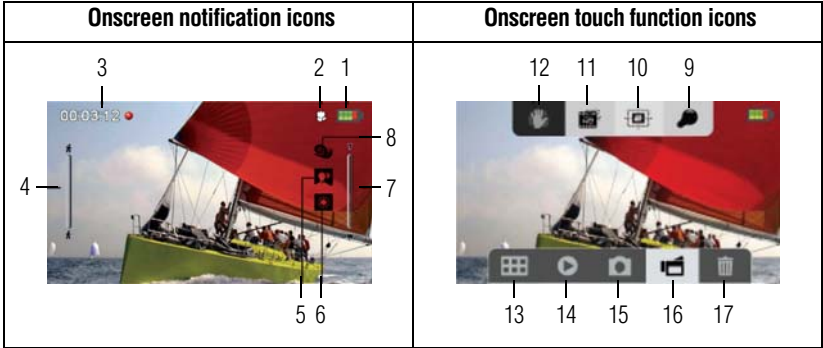 Onscreen notification icons
Onscreen touch function icons
3 2 1
00:03:12
8
4
7
5 6
12 11 10 9
13 14 15 16 17